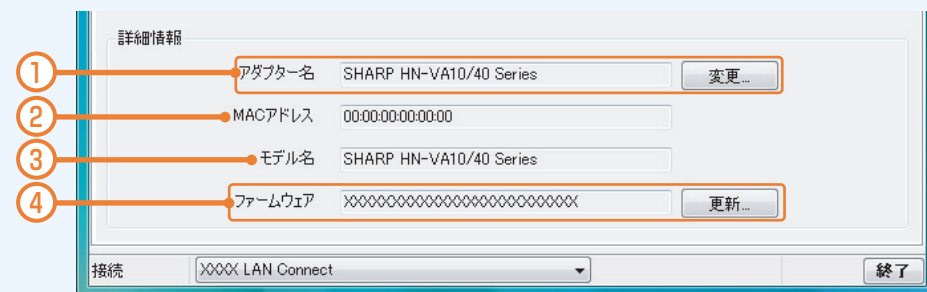 詳細情報
① アダプター名 SHARP HN-VA10/40 Series 変更...
② MACアドレス 00:00:00:00:00:00
③ モデル名 SHARP HN-VA10/40 Series
④ ファームウェア XXXXXXXXXXXXXXXXXXXXXXXXXX 更新...
接続 XXXX LAN Connect 終了